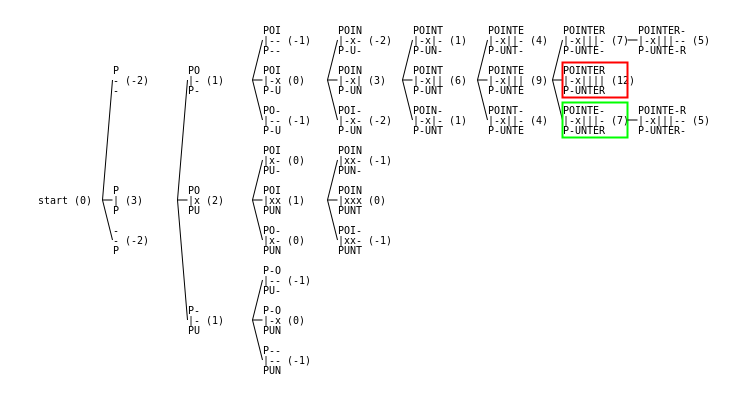 start (0)
P
- (-2)
-
P
| (3)
P
-
- (-2)
P
PO
|- (1)
P-
PO
|x (2)
PU
P-
|- (1)
PU
POI
|-- (-1)
P--
POI
|-x (0)
P-U
PO-
|-- (-1)
P-U
POI
|x- (0)
PU-
POI
|xx (1)
PUN
PO-
|x- (0)
PUN
P-O
|-- (-1)
PU-
P-O
|-x (0)
PUN
P--
|-- (-1)
PUN
POIN
|-x- (-2)
P-U-
POIN
|-x| (3)
P-UN
POI-
|-x- (-2)
P-UN
POIN
|xx- (-1)
PUN-
POIN
|xxx (0)
PUNT
POI-
|xx- (-1)
PUNT
POINT
|-x|- (1)
P-UN-
POINT
|-x|| (6)
P-UNT
POIN-
|-x|- (1)
P-UNT
POINTE
|-x||- (4)
P-UNT-
POINTE
|-x||| (9)
P-UNTE
POINT-
|-x||- (4)
P-UNTE
POINTER
|-x|||- (7)
P-UNTE-
POINTER
|-x|||| (12)
P-UNTER
POINTE-
|-x|||- (7)
P-UNTER
POINTER-
|-x|||-- (5)
P-UNTE-R
POINTE-R
|-x|||-- (5)
P-UNTER-